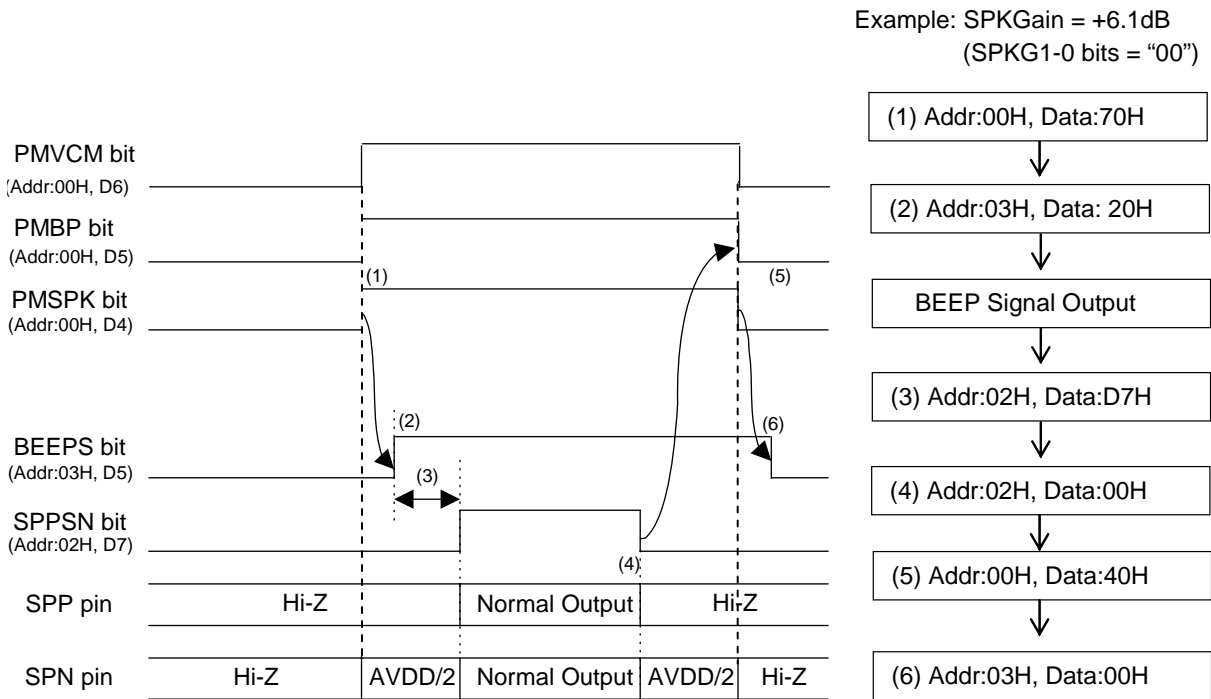 Example: SPKGain = +6.1dB
(SPKG1-0 bits = “00”)
PMVCM bit
(Addr:00H, D6)
PMBP bit
(Addr:00H, D5)
(1)
(5)
PMSPK bit
(Addr:00H, D4)
(2)
(6)
BEEPS bit
(Addr:03H, D5)
(3)
SPPSN bit
(Addr:02H, D7)
(4)
SPP pin
Hi-Z
Normal Output
Hi-Z
SPN pin
Hi-Z
AVDD/2
Normal Output
AVDD/2
Hi-Z
(1) Addr:00H, Data:70H
(2) Addr:03H, Data: 20H
BEEP Signal Output
(3) Addr:02H, Data:D7H
(4) Addr:02H, Data:00H
(5) Addr:00H, Data:40H
(6) Addr:03H, Data:00H